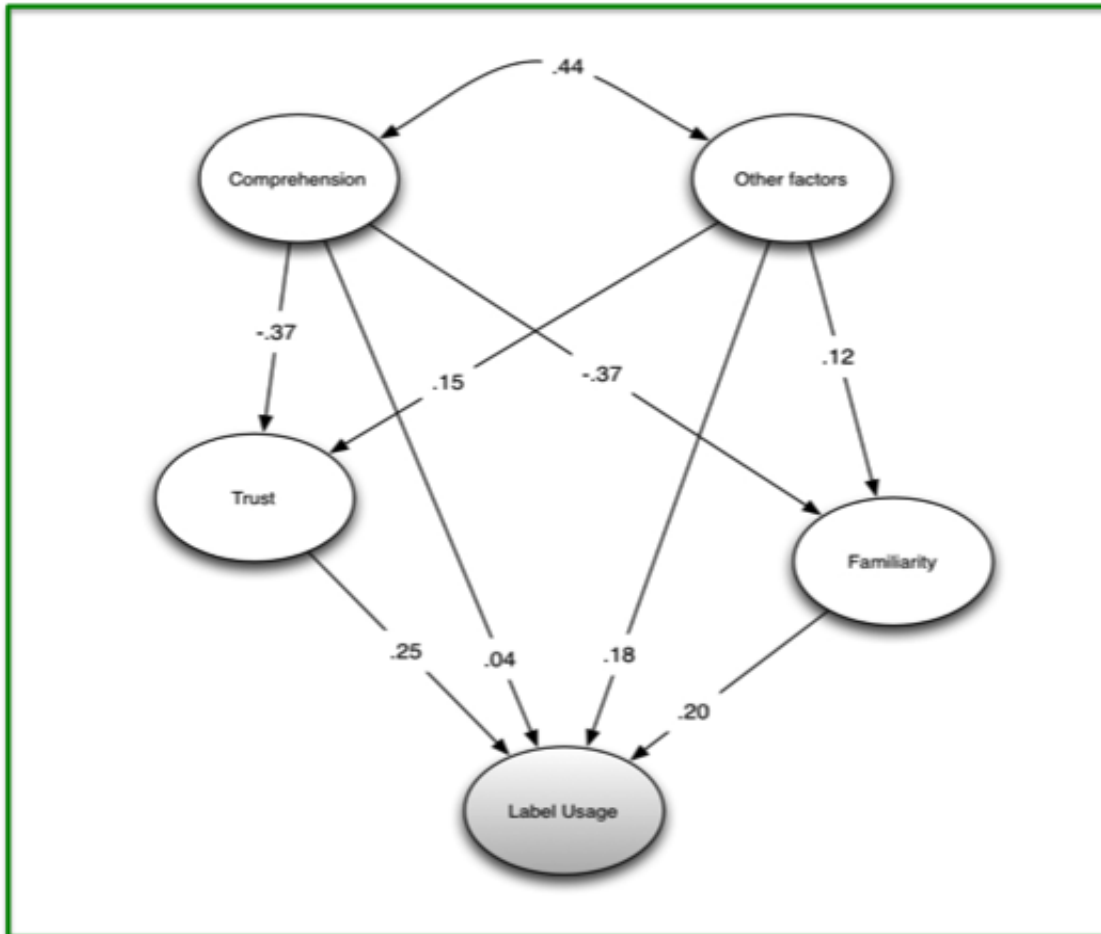 .44
Comprehension
Other factors
-.37
.12
-.37
.15
Trust
Familiarity
.25
.04
.18
.20
Label Usage